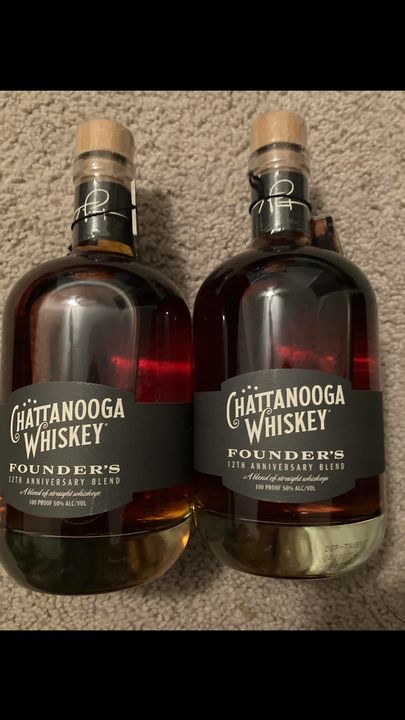 CHATTANOOGA
WHISKEY
FOUNDER'S
12TH ANNIVERSARY BLEND
A blend of straight whiskeys
100 PROOF 50% ALC/VOL
CHATTANOOGA
WHISKEY
FOUNDER'S
12TH ANNIVERSARY BLEND
A blend of straight whiskeys
100 PROOF 50% ALC/VOL